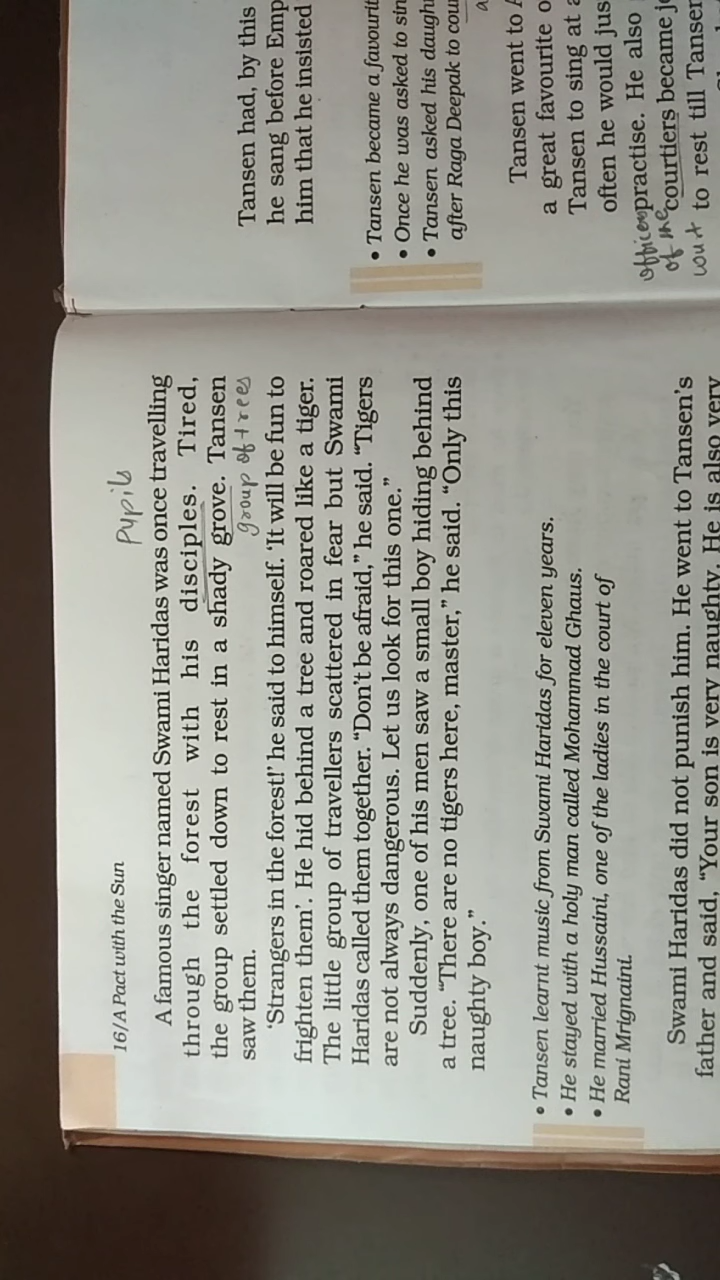 16/A Pact with the Sun
Pupils
A famous singer named Swami Haridas was once travelling
through the forest with his disciples. Tired,
the group settled down to rest in a shady grove. Tansen
group of trees
saw them.
‘Strangers in the forest!’ he said to himself. ‘It will be fun to
frighten them’. He hid behind a tree and roared like a tiger.
The little group of travellers scattered in fear but Swami
Haridas called them together. “Don’t be afraid,” he said. “Tigers
are not always dangerous. Let us look for this one.”
Suddenly, one of his men saw a small boy hiding behind
a tree. “There are no tigers here, master,” he said. “Only this
naughty boy.”
• Tansen learnt music from Swami Haridas for eleven years.
• He stayed with a holy man called Mohammad Ghaus.
• He married Hussaini, one of the ladies in the court of
Rani Mrignaini.
Swami Haridas did not punish him. He went to Tansen’s
father and said, “Your son is very naughty. He is also very
Tansen had, by this
he sang before Emp
him that he insisted
• Tansen became a favourit
• Once he was asked to sin
• Tansen asked his daugh
after Raga Deepak to cou
a
Tansen went to A
a great favourite o
Tansen to sing at a
often he would jus
practise. He also
of the courtiers became jo
court to rest till Tansen